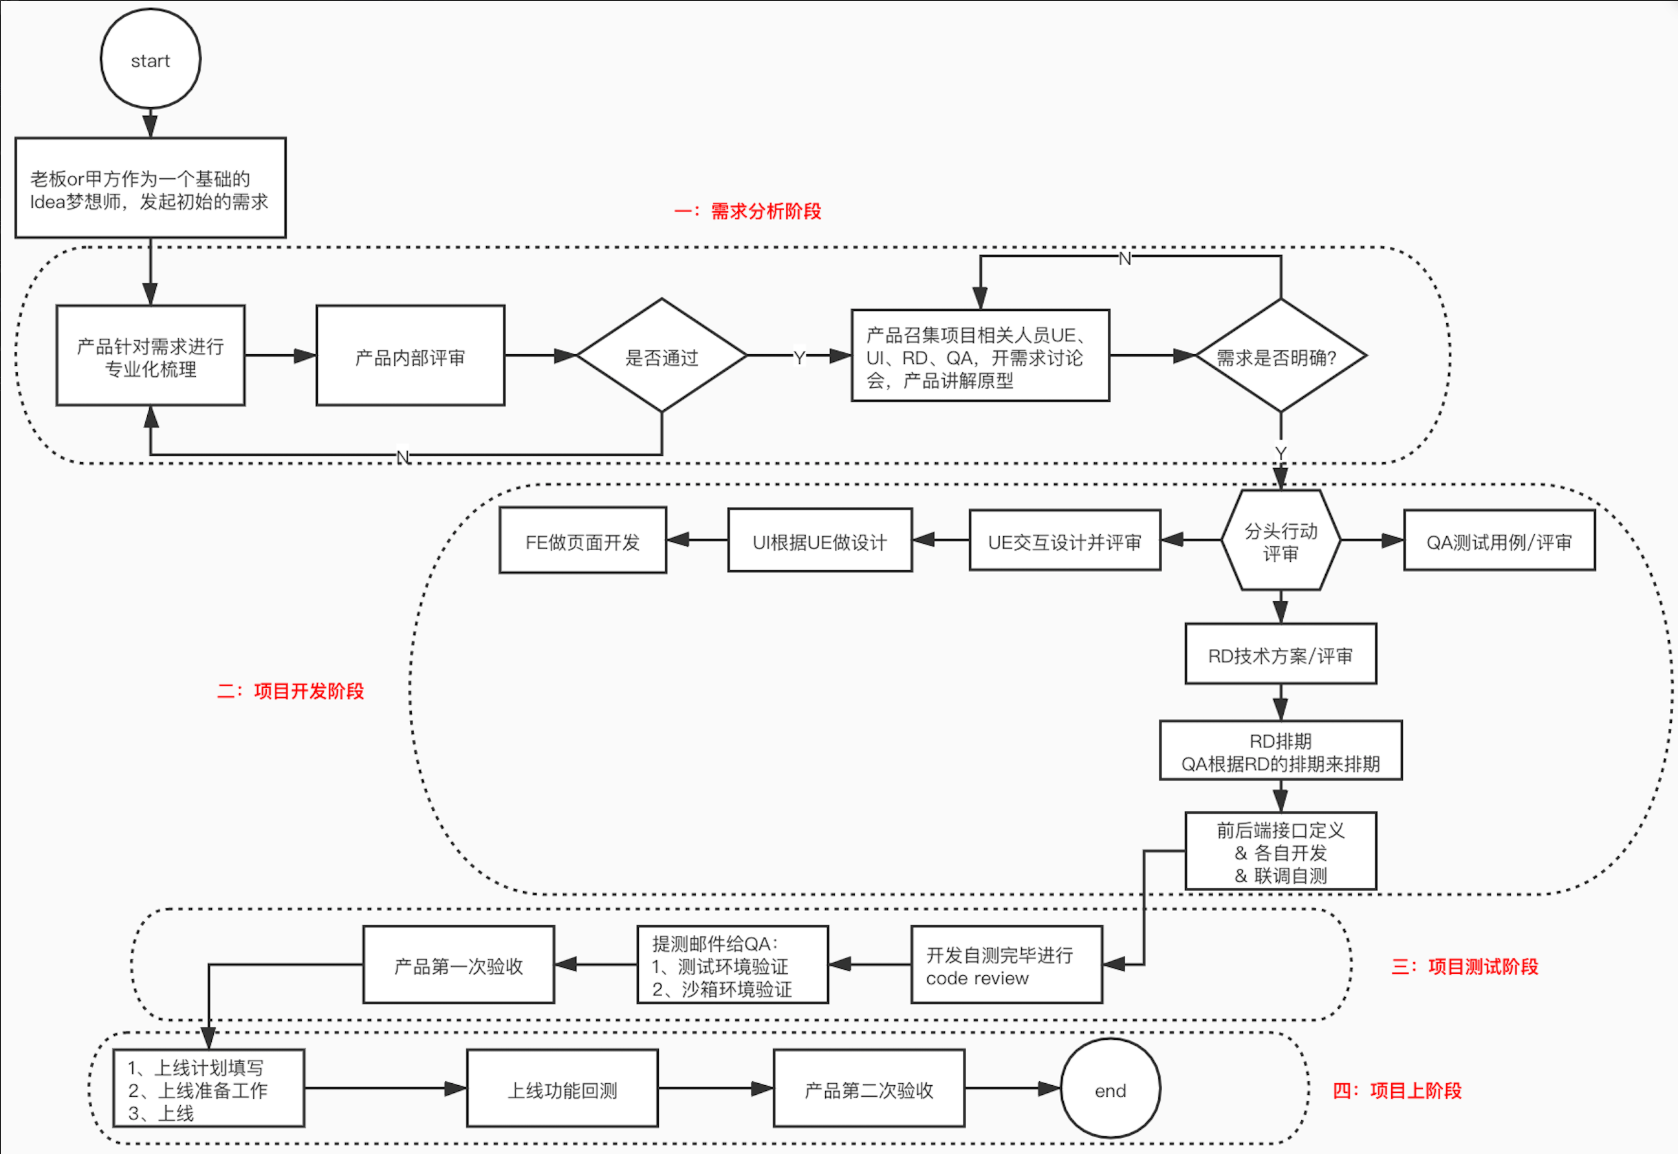 start
老板or甲方作为一个基础的
Idea梦想师，发起初始的需求
一：需求分析阶段
产品针对需求进行
专业化梳理
产品内部评审
是否通过
Y
产品召集项目相关人员UE、
UI、RD、QA，开需求讨论
会，产品讲解原型
需求是否明确?
N
N
Y
FE做页面开发
UI根据UE做设计
UE交互设计并评审
分头行动
评审
QA测试用例/评审
RD技术方案/评审
二：项目开发阶段
RD排期
QA根据RD的排期来排期
前后端接口定义
& 各自开发
& 联调自测
产品第一次验收
提测邮件给QA：
1、测试环境验证
2、沙箱环境验证
开发自测完毕进行
code review
三：项目测试阶段
1、上线计划填写
2、上线准备工作
3、上线
上线功能回测
产品第二次验收
end
四：项目上阶段